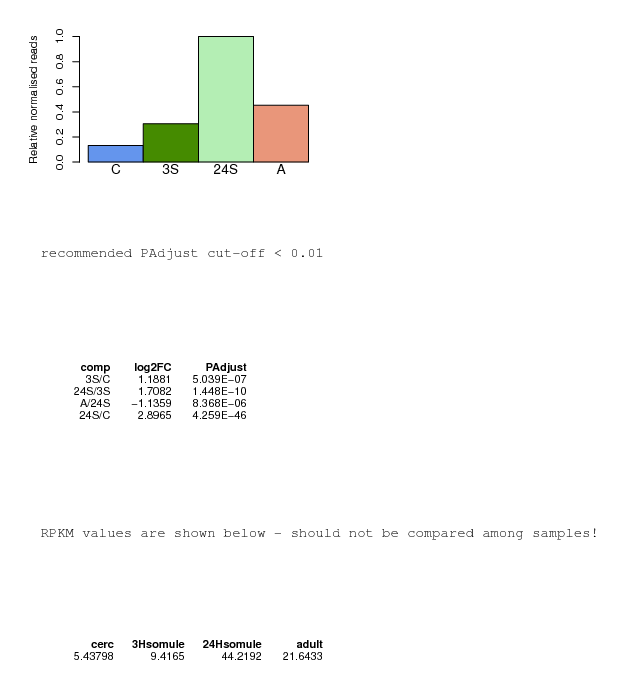 Relative normalised reads
1.0
0.8
0.6
0.4
0.2
0.0
C 3S 24S A
recommended PAdjust cut-off < 0.01
comp log2FC PAdjust
3S/C 1.1881 5.039E−07
24S/3S 1.7082 1.448E−10
A/24S −1.1359 8.368E−06
24S/C 2.8965 4.259E−46
RPKM values are shown below - should not be compared among samples!
cerc 3Hsomule 24Hsomule adult
5.43798 9.4165 44.2192 21.6433